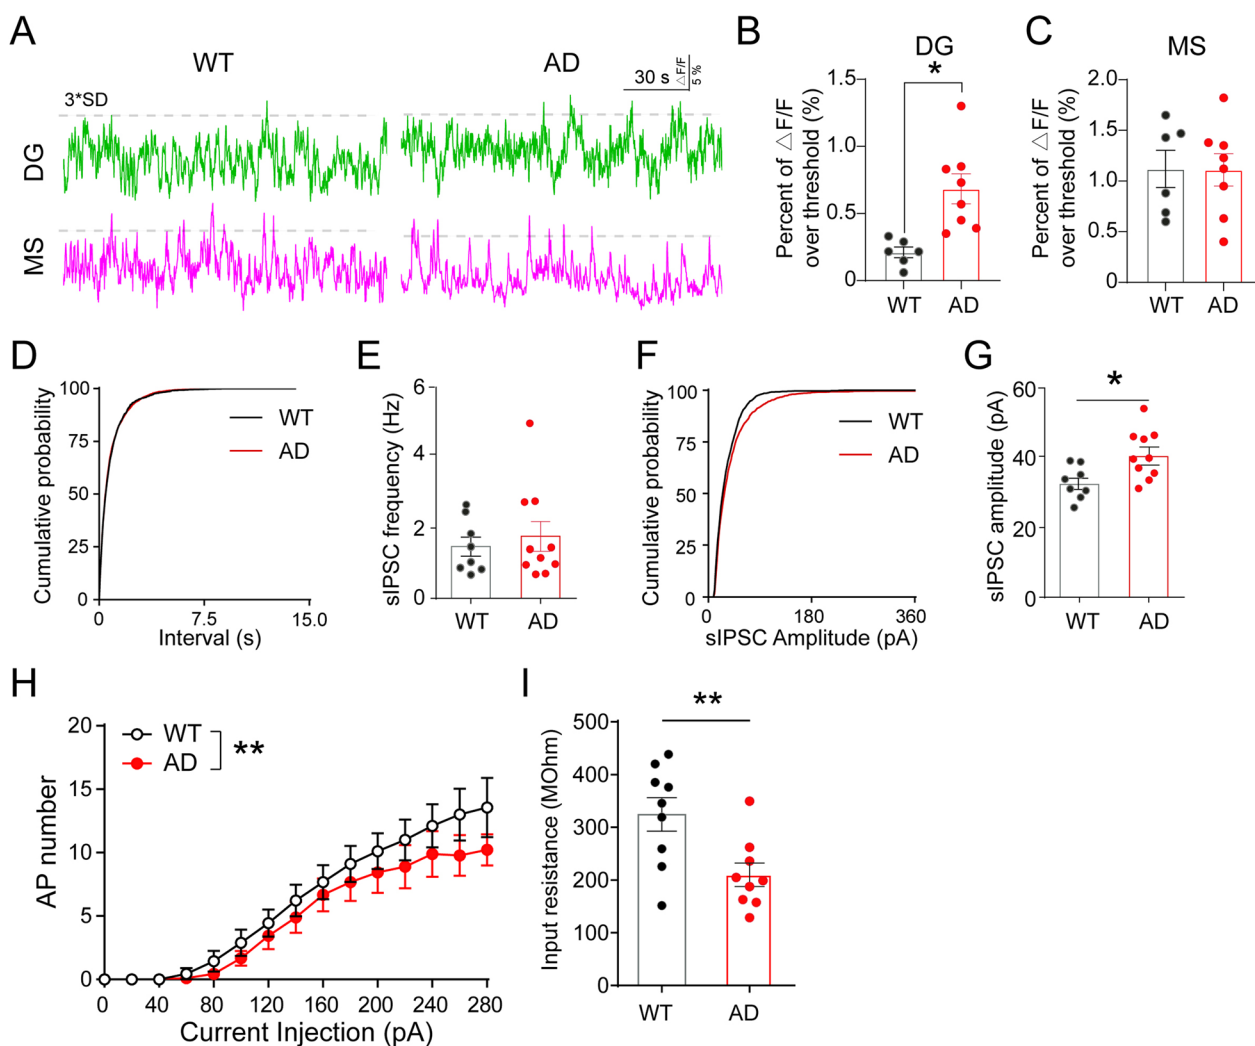 A
WT
AD
30 s
△F/F
5 %
3*SD
DG
MS
B
DG
*
Percent of △F/F
over threshold (%)
1.5
1.0
0.5
0
WT
AD
C
MS
Percent of △F/F
over threshold (%)
2.0
1.5
1.0
0.5
0
WT
AD
D
Cumulative probability
100
75
50
25
0
WT
AD
0
7.5
15.0
Interval (s)
E
sIPSC frequency (Hz)
6
4
2
0
WT
AD
F
Cumulative probability
100
75
50
25
WT
AD
0
180
360
sIPSC Amplitude (pA)
G
*
sIPSC amplitude (pA)
60
40
20
0
WT
AD
H
AP number
20
15
10
5
0
WT
AD
**
0
40
80
120
160
200
240
280
Current Injection (pA)
I
**
Input resistance (MOhm)
500
400
300
200
100
0
WT
AD